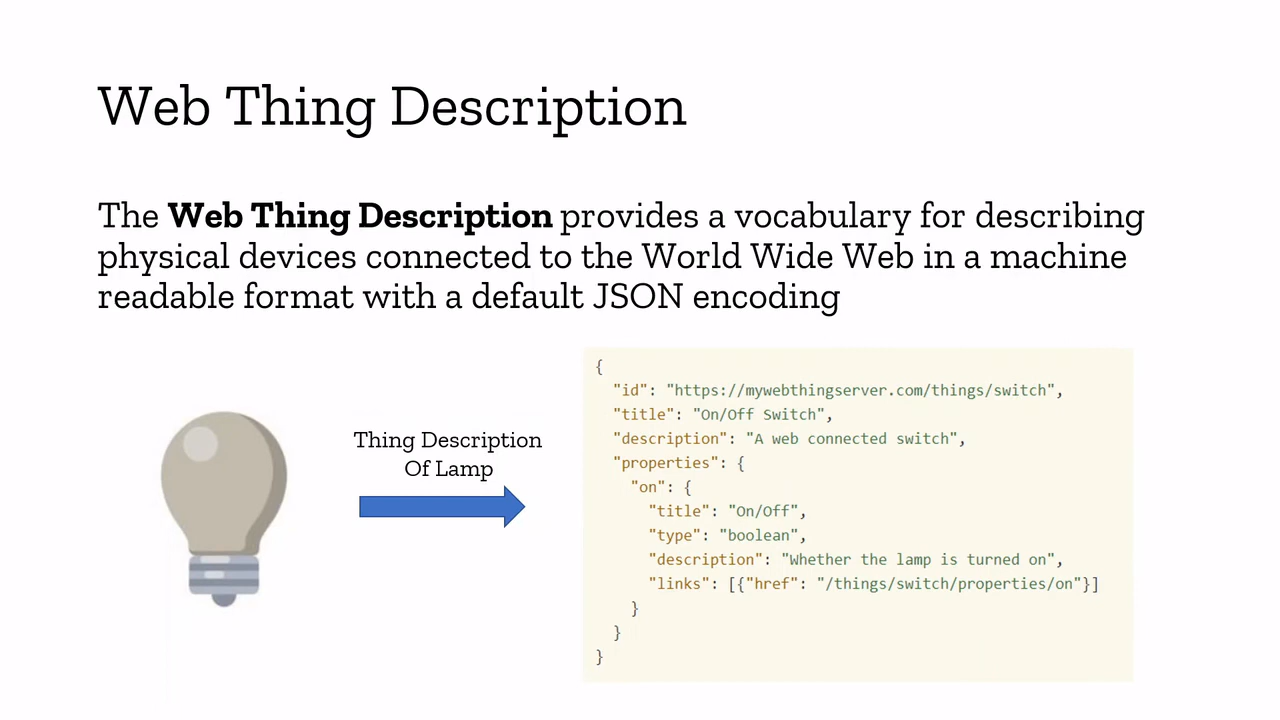 Web Thing Description
The Web Thing Description provides a vocabulary for describing
physical devices connected to the World Wide Web in a machine
readable format with a default JSON encoding
Thing Description
Of Lamp
{
  "id": "https://mywebthingserver.com/things/switch",
  "title": "On/Off Switch",
  "description": "A web connected switch",
  "properties": {
    "on": {
      "title": "On/Off",
      "type": "boolean",
      "description": "Whether the lamp is turned on",
      "links": [{"href": "/things/switch/properties/on"}]
    }
  }
}